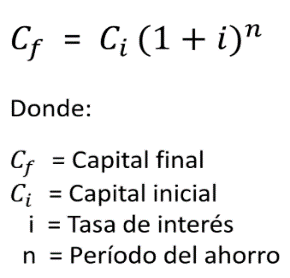 C_f = C_i (1 + i)^n
Donde:
C_f = Capital final
C_i = Capital inicial
i = Tasa de interés
n = Período del ahorro